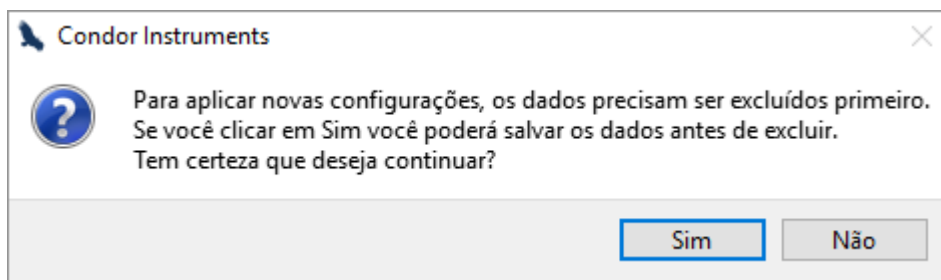 Condor Instruments
Para aplicar novas configurações, os dados precisam ser excluídos primeiro.
Se você clicar em Sim você poderá salvar os dados antes de excluir.
Tem certeza que deseja continuar?
Sim
Não